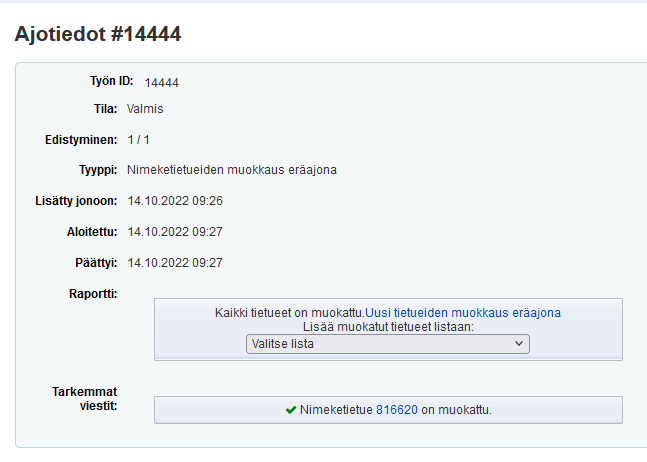 Ajotiedot #14444
Työn ID: 14444
Tila: Valmis
Edistyminen: 1 / 1
Tyyppi: Nimeketietueiden muokkaus eräajona
Lisätty jonoon: 14.10.2022 09:26
Aloitettu: 14.10.2022 09:27
Päättyi: 14.10.2022 09:27
Raportti:
Kaikki tietueet on muokattu.Uusi tietueiden muokkaus eräajona
Lisää muokatut tietueet listaan:
Valitse lista
Tarkemmat
viestit:
Nimeketietue 816620 on muokattu.